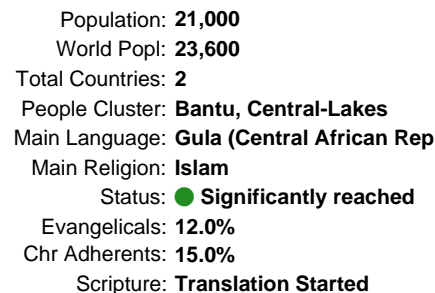 Population: 21,000
World Popl: 23,600
Total Countries: 2
People Cluster: Bantu, Central-Lakes
Main Language: Gula (Central African Rep
Main Religion: Islam
Status: Significantly reached
Evangelicals: 12.0%
Chr Adherents: 15.0%
Scripture: Translation Started